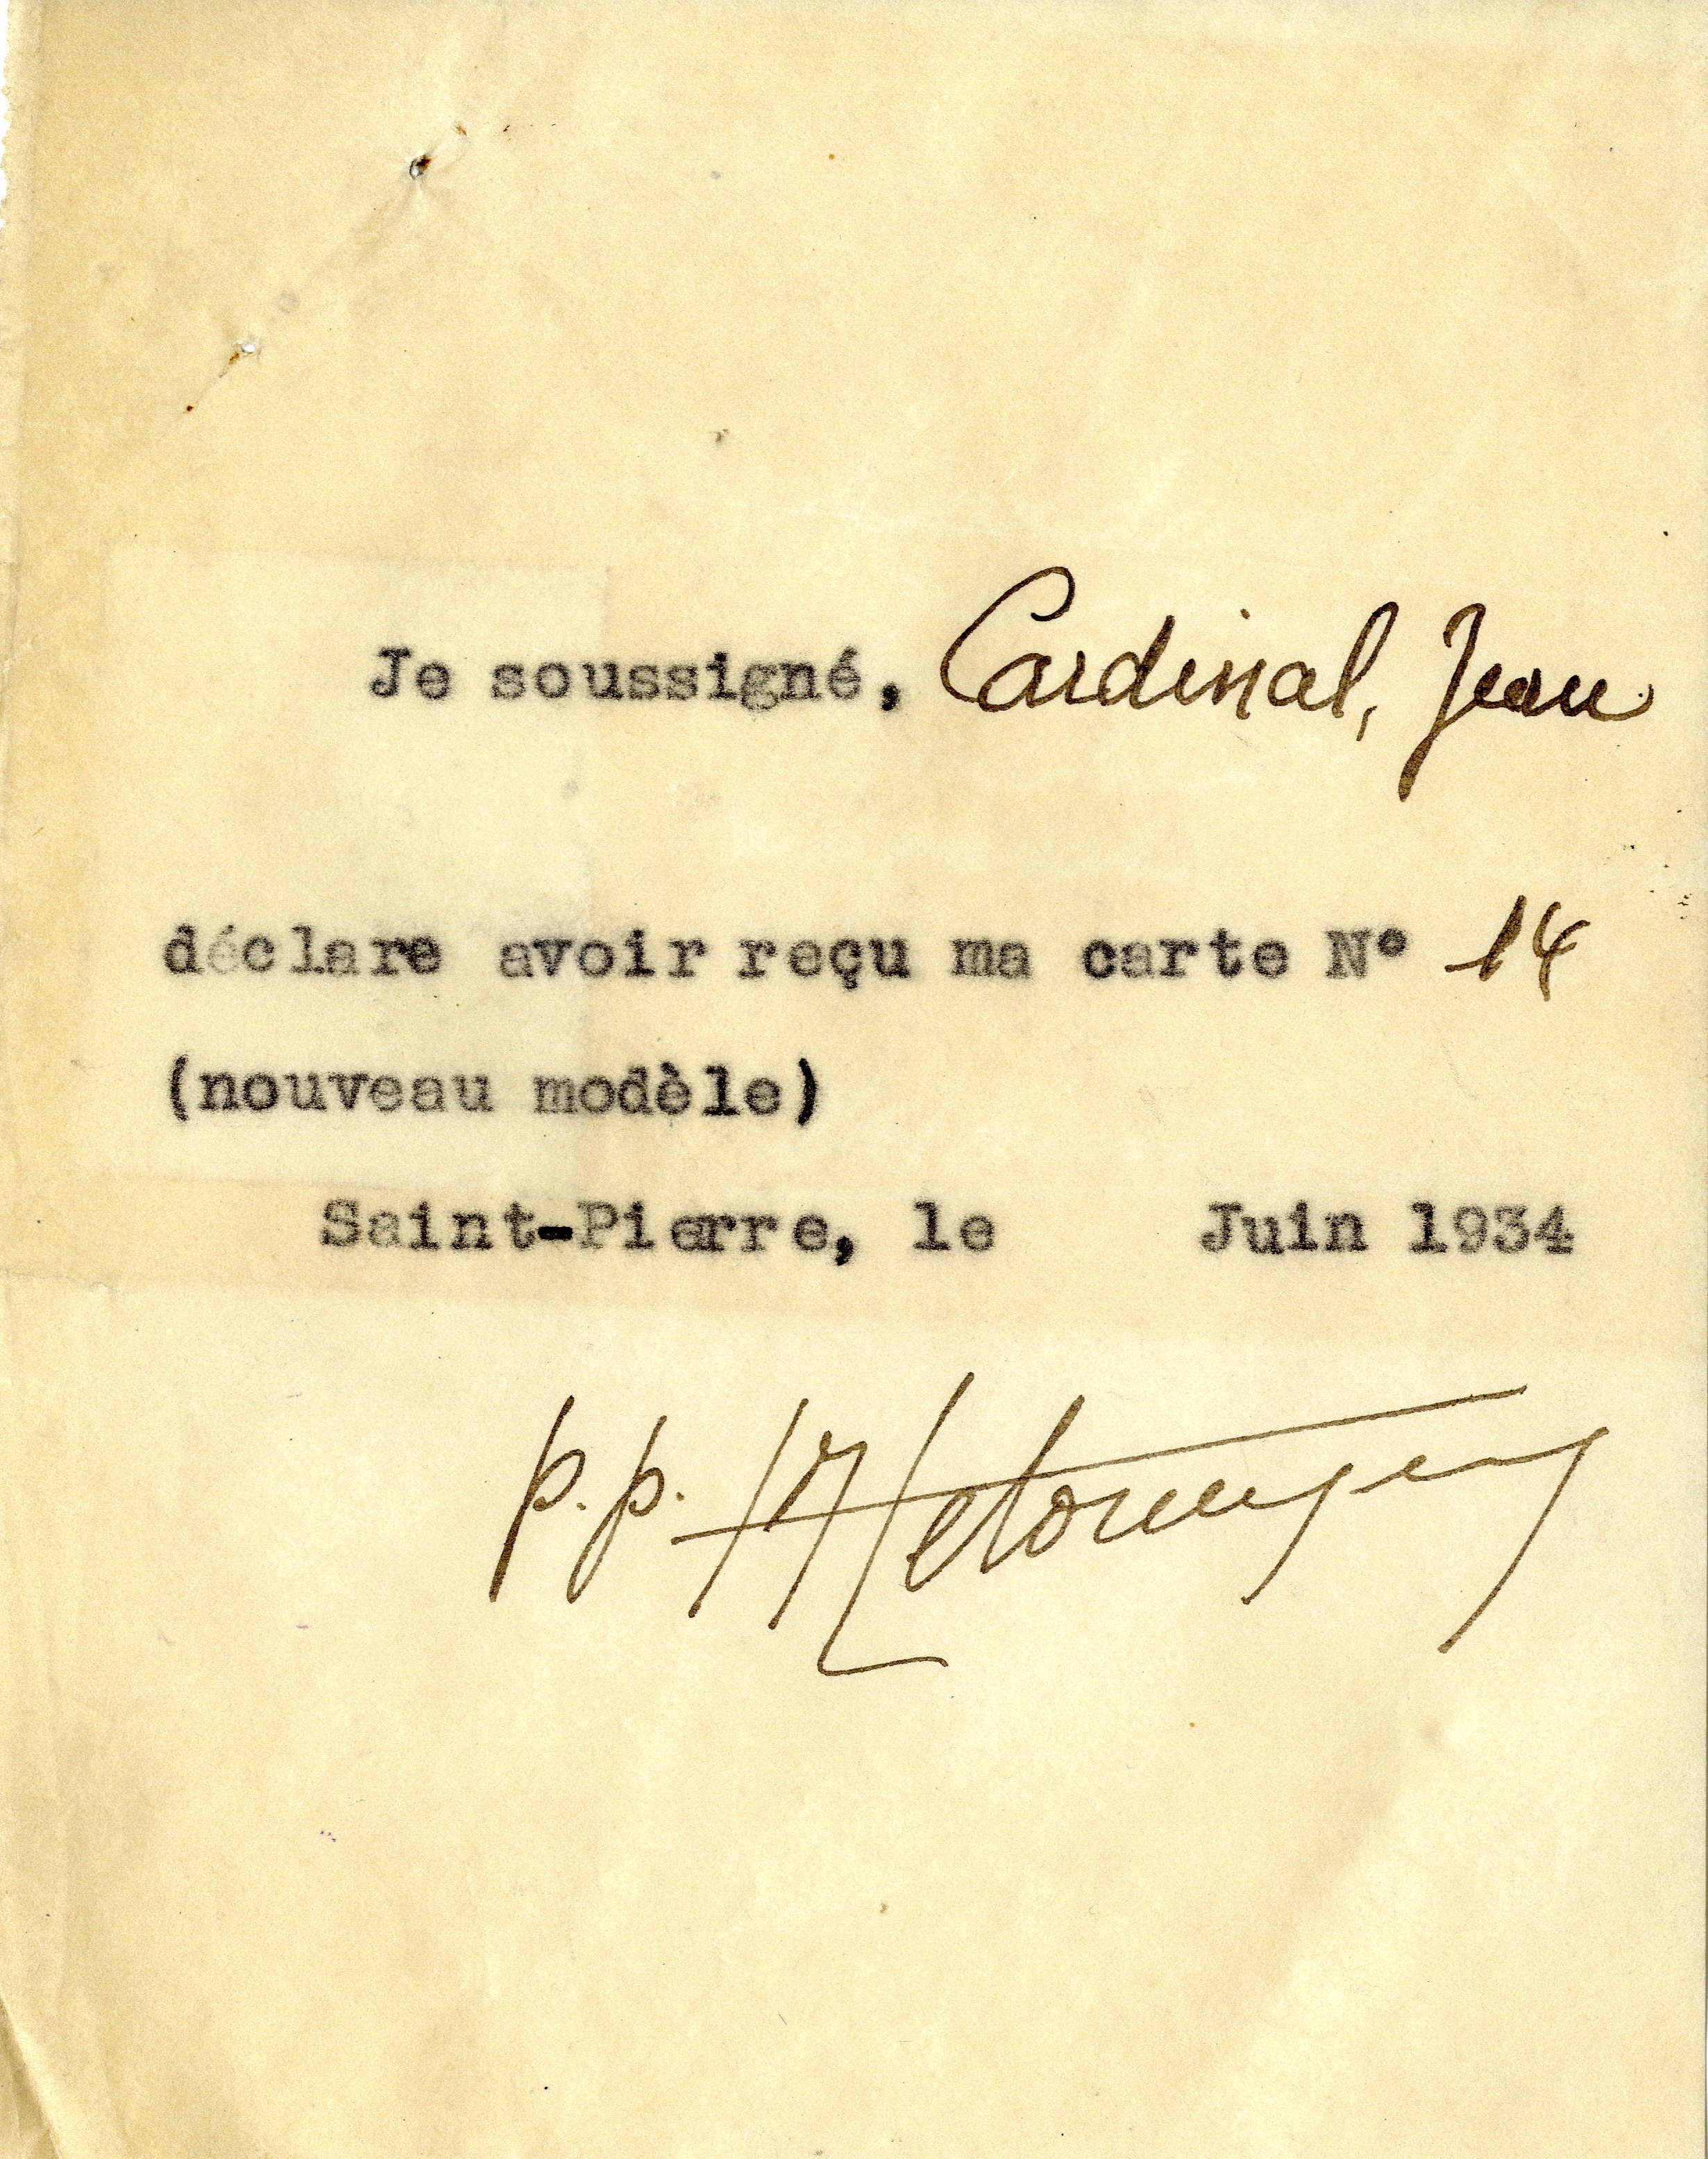 Je soussigné, Cardinal, Jean
déclare avoir reçu ma carte N° 14
(nouveau modèle)
Saint-Pierre, le Juin 1934
p.p.